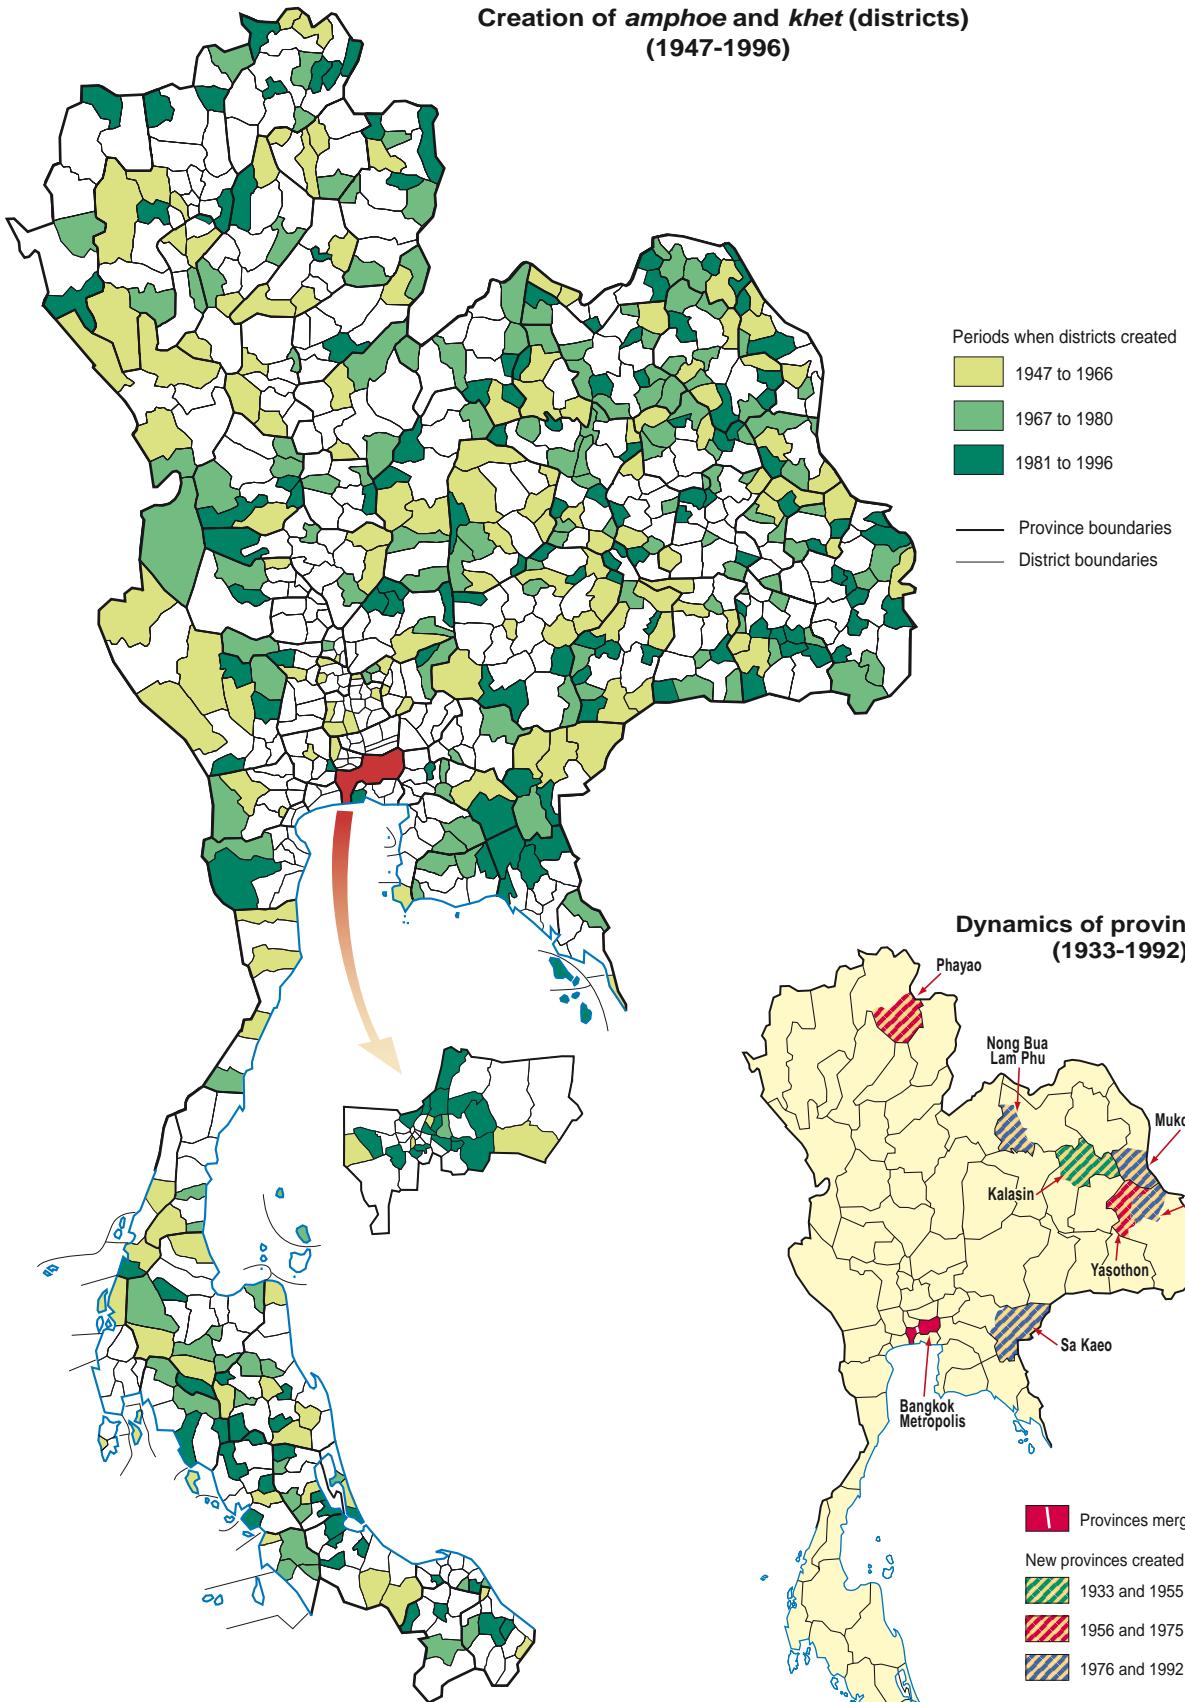 Creation of amphoe and khet (districts)
(1947-1996)
Periods when districts created
1947 to 1966
1967 to 1980
1981 to 1996
Province boundaries
District boundaries
Dynamics of provin
(1933-1992)
Phayao
Nong Bua
Lam Phu
Muko
Kalasin
Yasothon
Sa Kaeo
Bangkok
Metropolis
Provinces merg
New provinces created
1933 and 1955
1956 and 1975
1976 and 1992